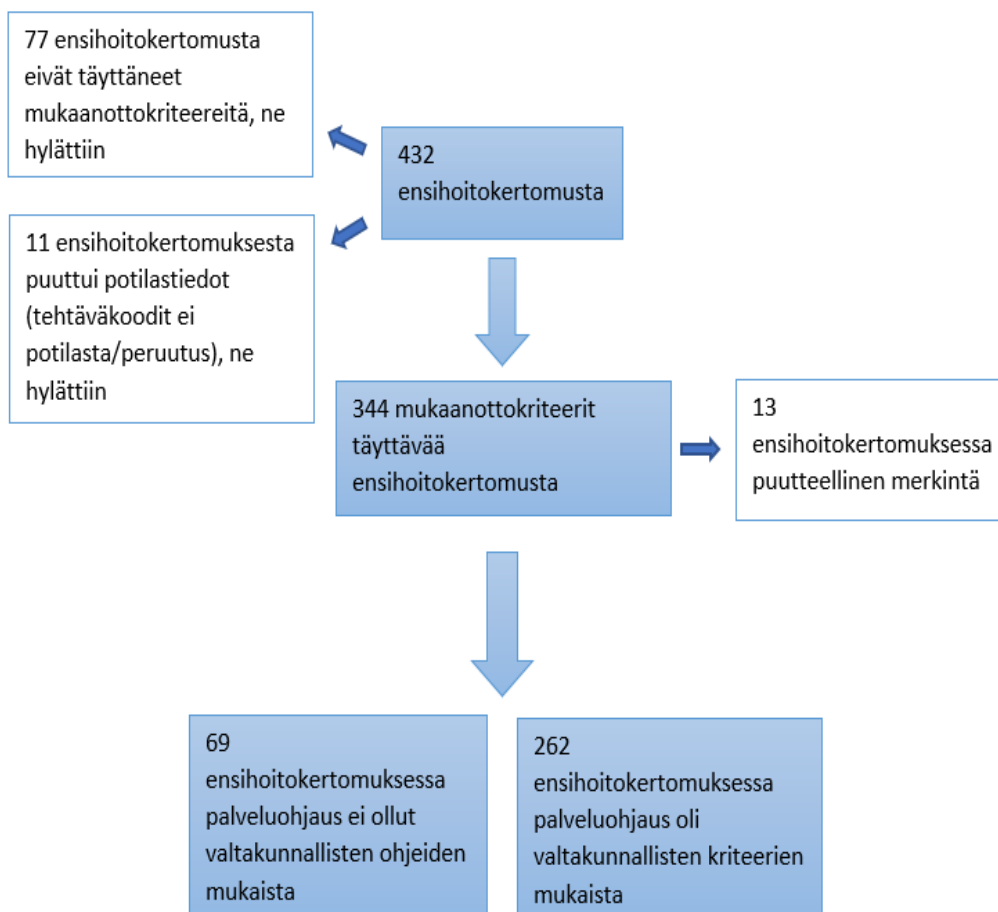 77 ensihoitokertomusta
eivät täyttäneet
mukaanottokriteereitä, ne
hylättiin
432
ensihoitokertomusta
11 ensihoitokertomuksesta
puuttui potilastiedot
(tehtäväkoodit ei
potilasta/peruutus), ne
hylättiin
344 mukaanottokriteerit
täyttävää
ensihoitokertomusta
13
ensihoitokertomuksessa
puutteellinen merkintä
69
ensihoitokertomuksessa
palveluohjaus ei ollut
valtakunnallisten ohjeiden
mukaista
262
ensihoitokertomuksessa
palveluohjaus oli
valtakunnallisten kriteerien
mukaista